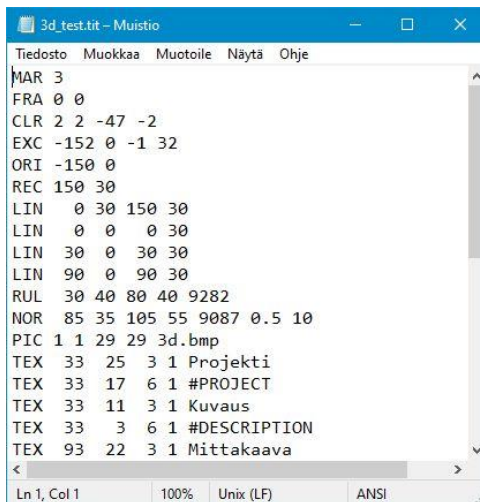 3d_test.tit – Muistio
Tiedosto Muokkaa Muotoile Näytä Ohje
MAR 3
FRA 0 0
CLR 2 2 -47 -2
EXC -152 0 -1 32
ORI -150 0
REC 150 30
LIN 0 30 150 30
LIN 0 0 0 30
LIN 30 0 30 30
LIN 90 0 90 30
RUL 30 40 80 40 9282
NOR 85 35 105 55 9087 0.5 10
PIC 1 1 29 29 3d.bmp
TEX 33 25 3 1 Projekti
TEX 33 17 6 1 #PROJECT
TEX 33 11 3 1 Kuvaus
TEX 33 3 6 1 #DESCRIPTION
TEX 93 22 3 1 Mittakaava
Ln 1, Col 1 100% Unix (LF) ANSI